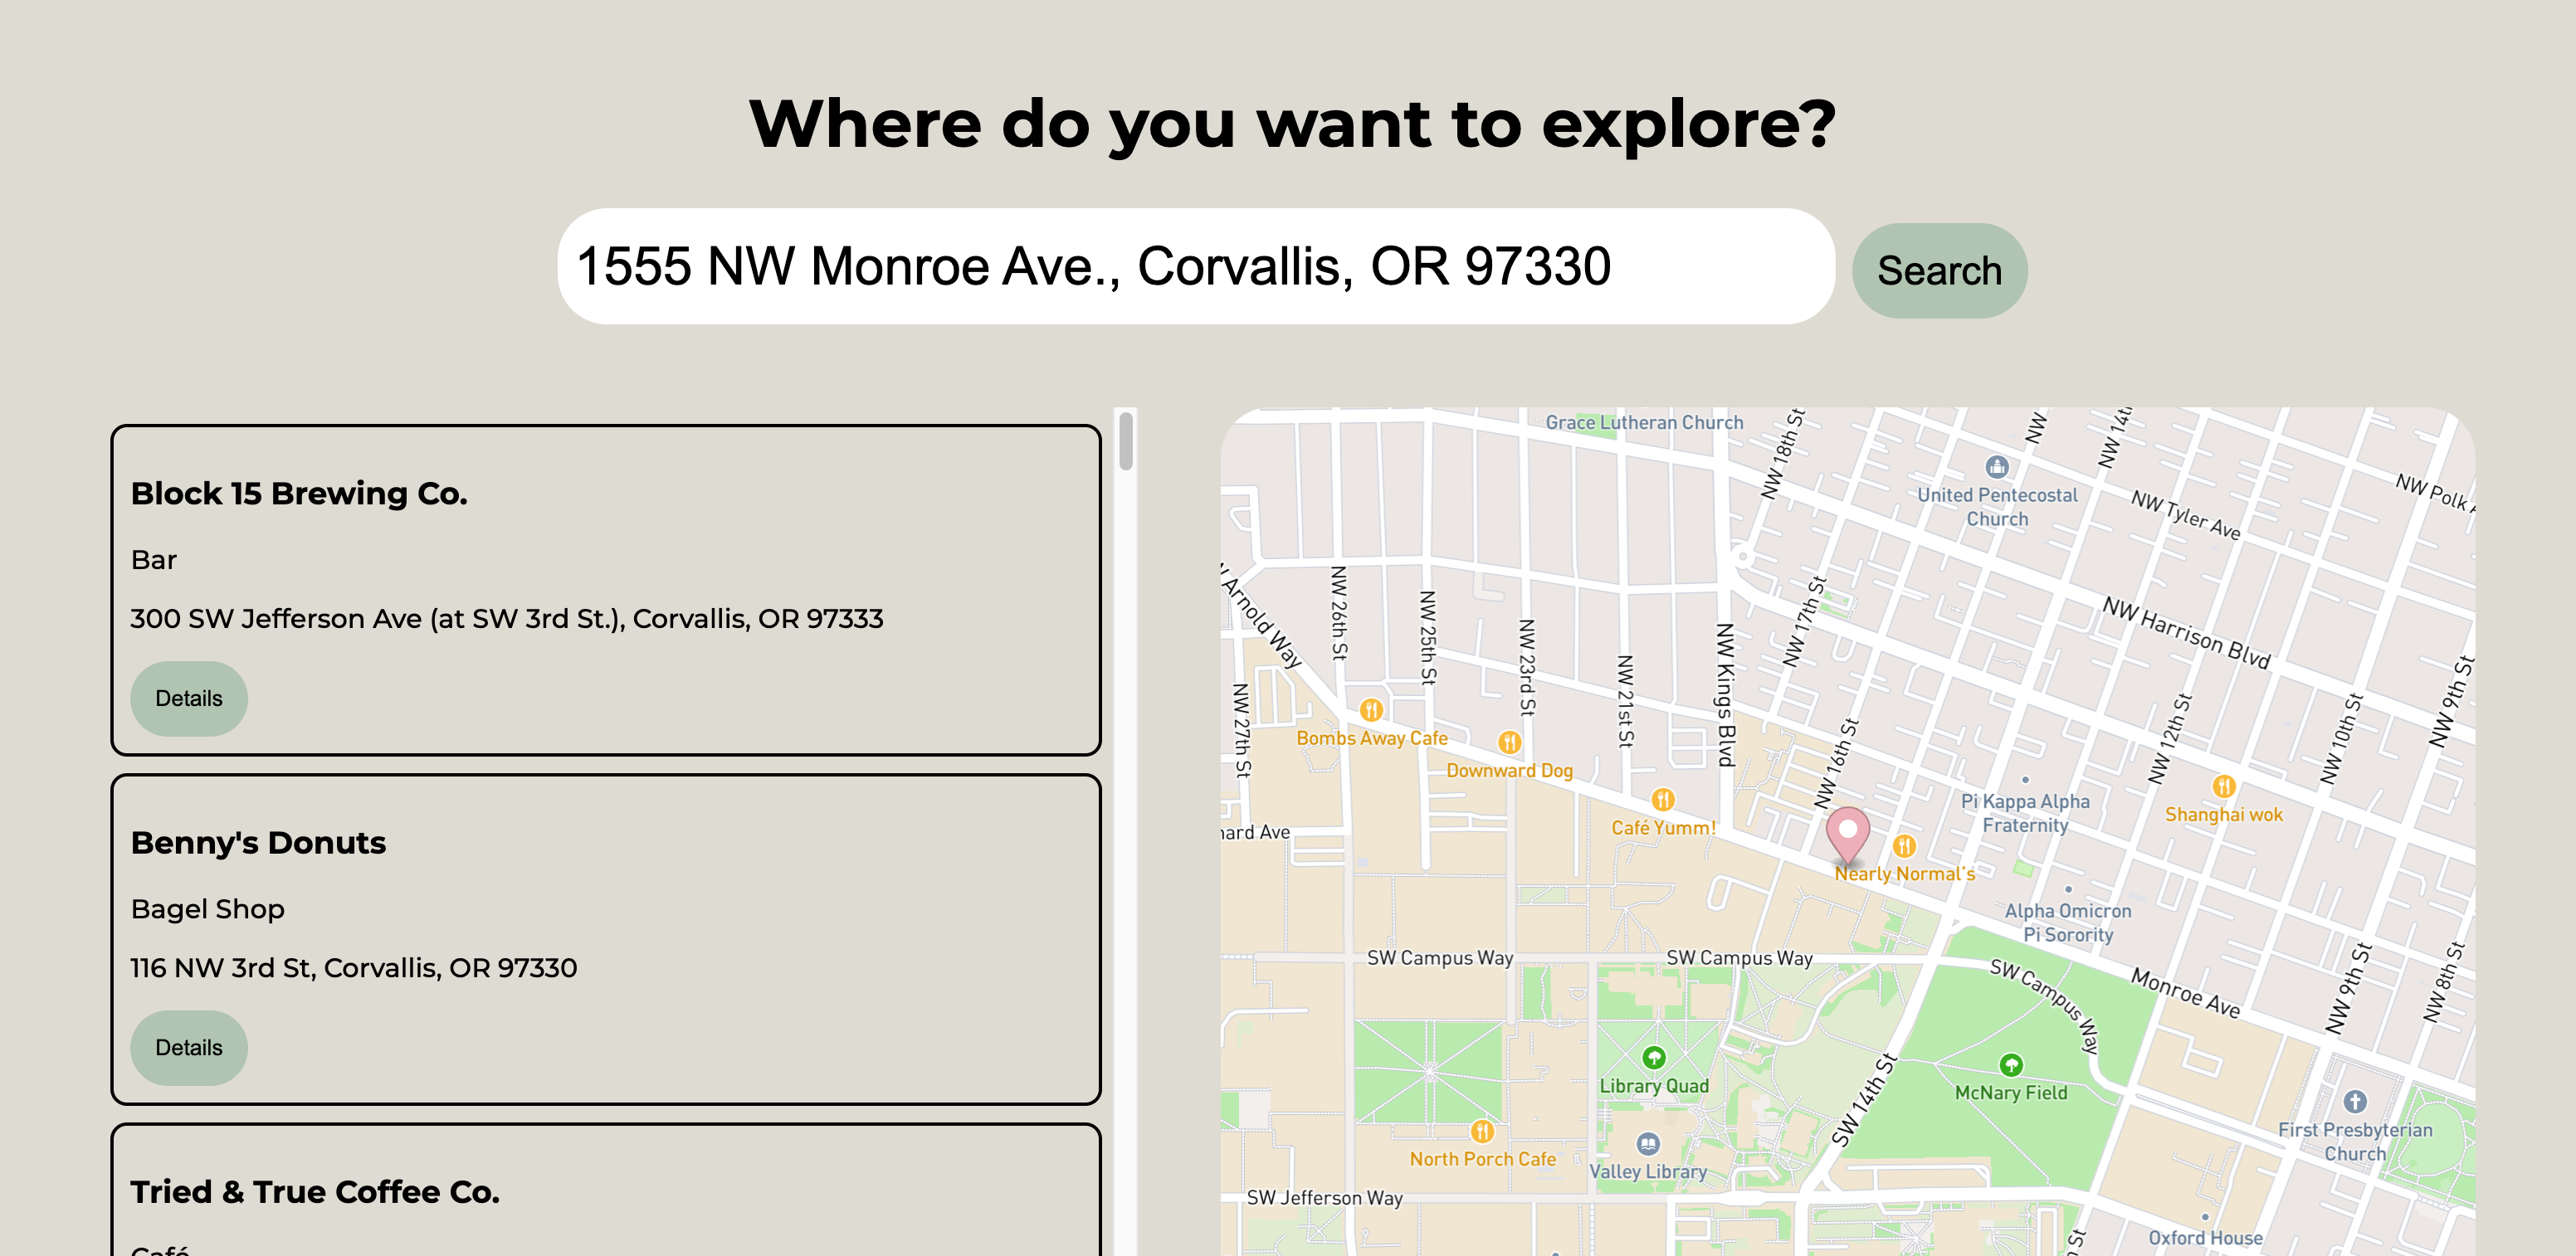 Where do you want to explore?
1555 NW Monroe Ave., Corvallis, OR 97330
Search
Block 15 Brewing Co.
Bar
300 SW Jefferson Ave (at SW 3rd St.), Corvallis, OR 97333
Details
Benny's Donuts
Bagel Shop
116 NW 3rd St, Corvallis, OR 97330
Details
Tried & True Coffee Co.
Café
Grace Lutheran Church
NW 18th St
NW
NW 14th
United Pentecostal
Church
NW Tyler Ave
NW Polk
Arnold Way
NW 26th St
NW 25th St
NW 23rd St
NW 21st St
NW Kings Blvd
NW 17th St
NW Harrison Blvd
NW 9th St
NW 27th St
Bombs Away Cafe
Downward Dog
Café Yumm!
NW 16th St
Pi Kappa Alpha
Fraternity
NW 12th St
Shanghai wok
NW 10th St
nard Ave
Nearly Normal's
Alpha Omicron
Pi Sorority
SW Campus Way
SW Campus Way
SW Campus Way
Monroe Ave
NW 9th St
NW 8th St
Library Quad
McNary Field
SW 14th St
North Porch Cafe
Valley Library
First Presbyterian
Church
SW Jefferson Way
St
Oxford House